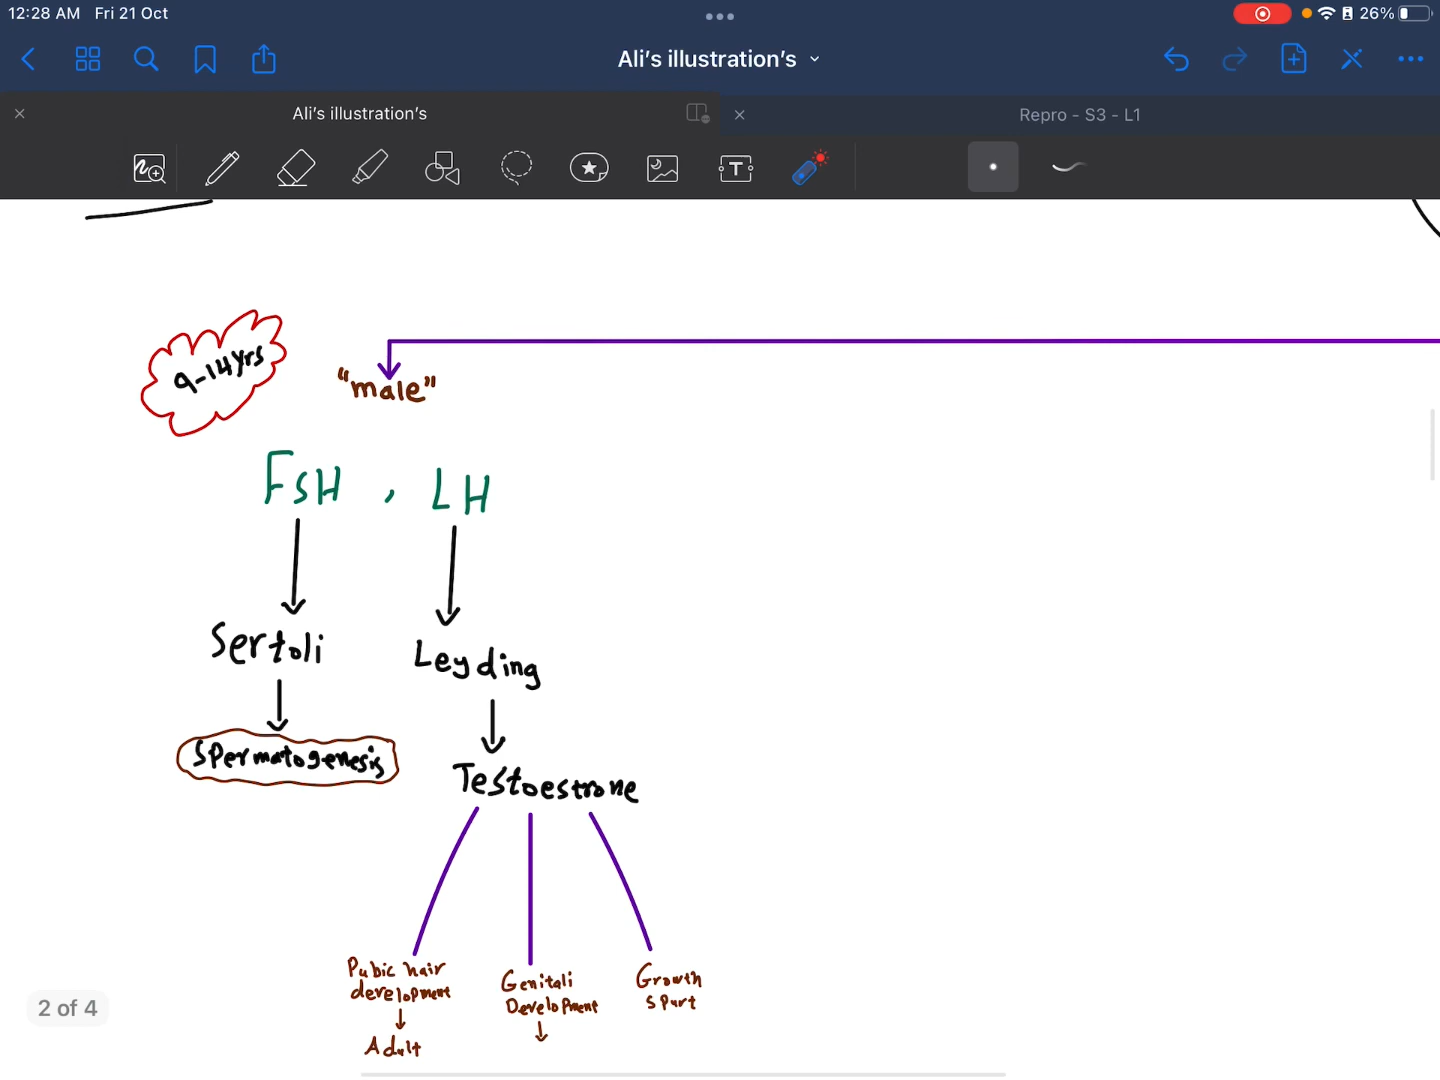 12:28 AM Fri 21 Oct
26%
Ali's illustration's
Ali's illustration's
Repro - S3 - L1
T
9-14yrs
"male"
FSH , LH
Sertoli
Leyding
Spermatogenesis
Testoestrone
Pubic hair
development
Adult
Genitali
Development
Growth
spurt
2 of 4